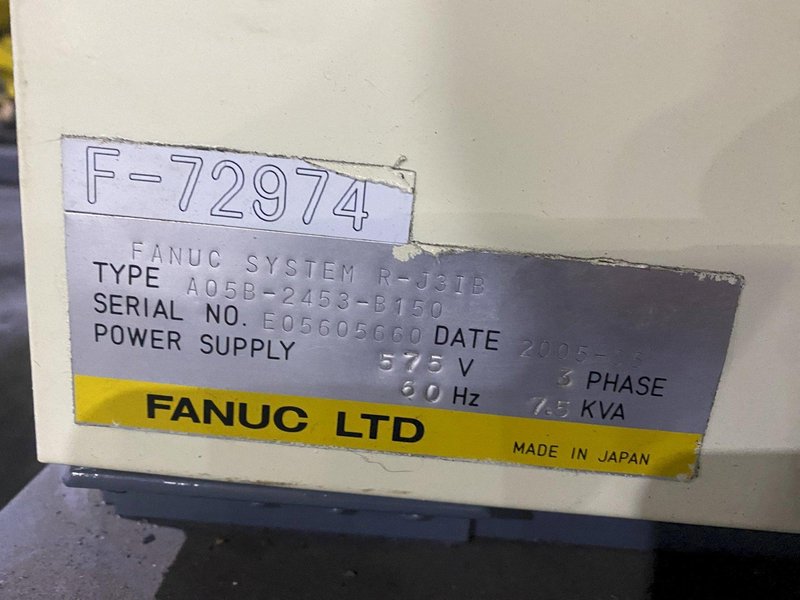 F-72974
FANUC SYSTEM R-J3IB
TYPE A05B-2453-B150
SERIAL NO. E05605660 DATE
POWER SUPPLY 575 V 3 PHASE
60 Hz 7.5 KVA
FANUC LTD
MADE IN JAPAN